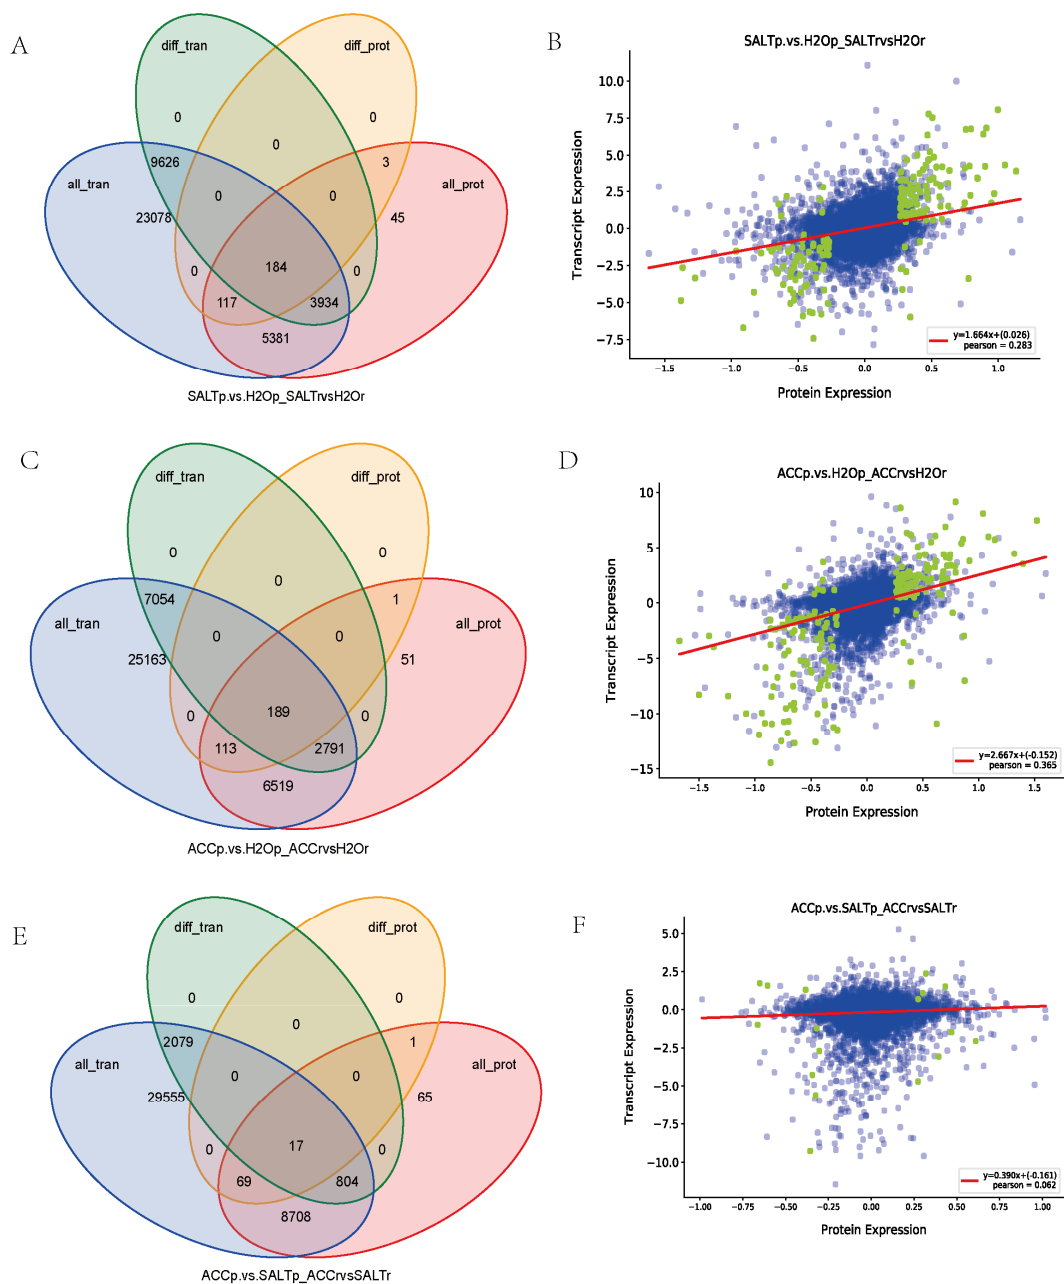 A
diff_tran
diff_prot
0
0
0
9626
3
all_tran
all_prot
0
0
23078
45
0
184
0
117
3934
5381
SALTp.vs.H2Op_SALTrvsH2Or
B
SALTp.vs.H2Op_SALTrvsH2Or
Transcript Expression
10.0
7.5
5.0
2.5
0.0
−2.5
−5.0
−7.5
y=1.664x+(0.026)
pearson = 0.283
−1.5
−1.0
−0.5
0.0
0.5
1.0
Protein Expression
C
diff_tran
diff_prot
0
0
0
7054
1
all_tran
all_prot
0
0
25163
51
0
189
0
113
2791
6519
ACCp.vs.H2Op_ACCrvsH2Or
D
ACCp.vs.H2Op_ACCrvsH2Or
Transcript Expression
10
5
0
−5
−10
−15
y=2.667x+(-0.152)
pearson = 0.365
−1.5
−1.0
−0.5
0.0
0.5
1.0
1.5
Protein Expression
E
diff_tran
diff_prot
0
0
0
2079
1
all_tran
all_prot
0
0
29555
65
0
17
0
69
804
8708
ACCp.vs.SALTp_ACCrvsSALTr
F
ACCp.vs.SALTp_ACCrvsSALTr
Transcript Expression
5.0
2.5
0.0
−2.5
−5.0
−7.5
−10.0
y=0.390x+(-0.161)
pearson = 0.062
−1.00
−0.75
−0.50
−0.25
0.00
0.25
0.50
0.75
1.00
Protein Expression